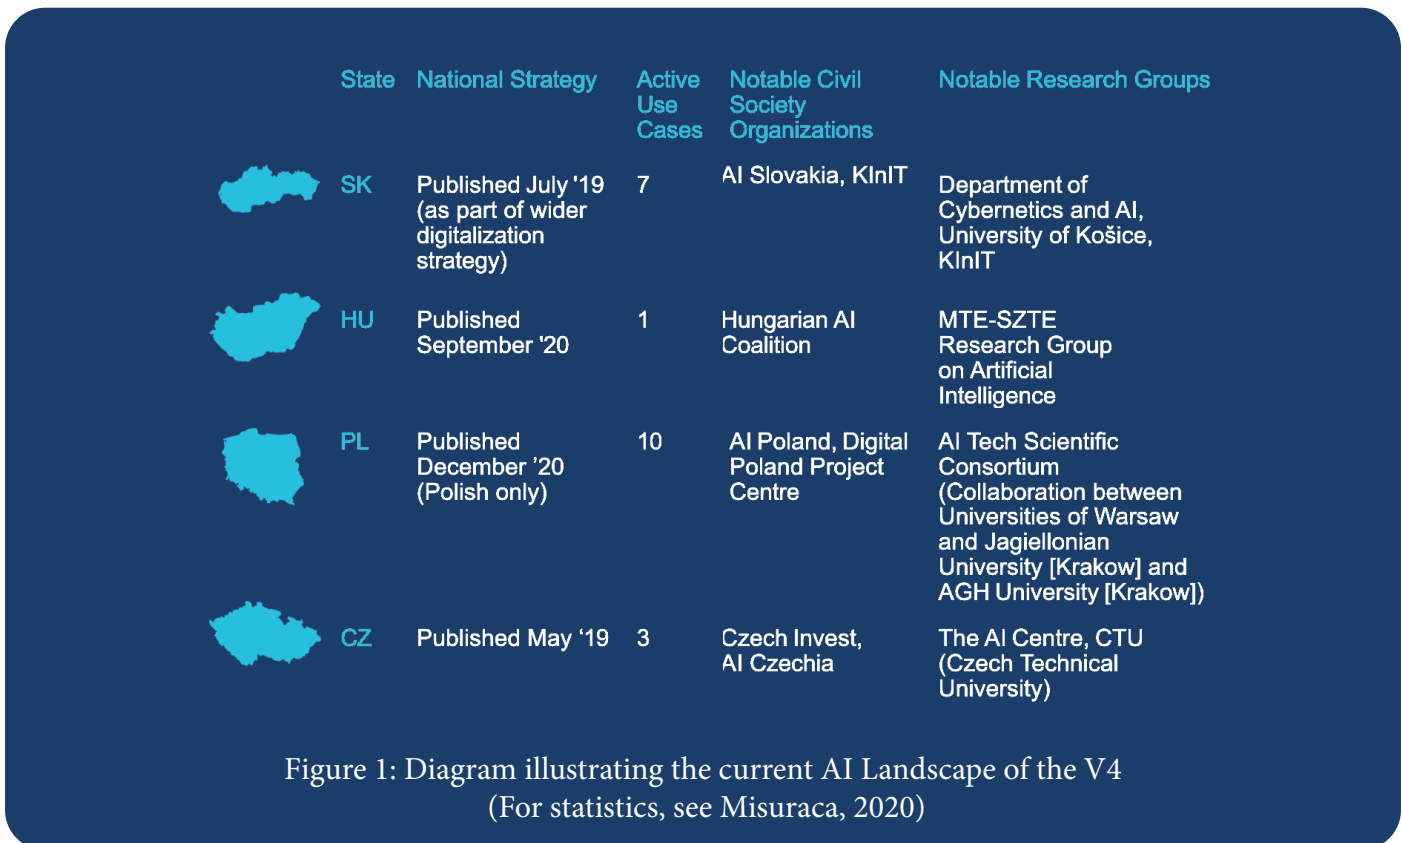 State National Strategy Active Use Cases Notable Civil Society Organizations Notable Research Groups
SK
Published July '19
(as part of wider
digitalization
strategy)
7
AI Slovakia, KInIT
Department of
Cybernetics and AI,
University of Košice,
KInIT
HU
Published
September '20
1
Hungarian AI
Coalition
MTE-SZTE
Research Group
on Artificial
Intelligence
PL
Published
December ’20
(Polish only)
10
AI Poland, Digital
Poland Project
Centre
AI Tech Scientific
Consortium
(Collaboration between
Universities of Warsaw
and Jagiellonian
University [Krakow] and
AGH University [Krakow])
CZ
Published May ‘19
3
Czech Invest,
AI Czechia
The AI Centre, CTU
(Czech Technical
University)
Figure 1: Diagram illustrating the current AI Landscape of the V4
(For statistics, see Misuraca, 2020)